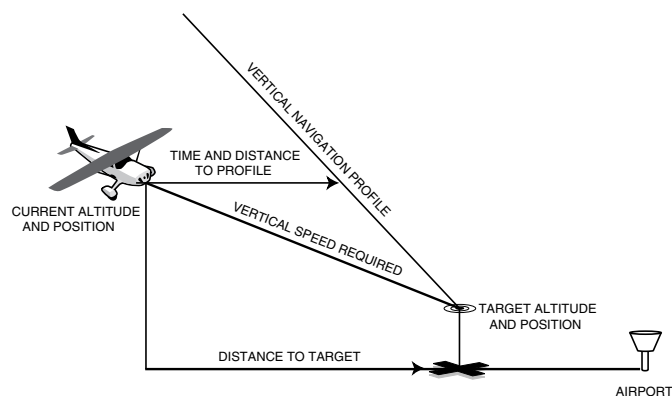 VERTICAL NAVIGATION PROFILE
TIME AND DISTANCE
TO PROFILE
CURRENT ALTITUDE
AND POSITION
VERTICAL SPEED REQUIRED
TARGET ALTITUDE
AND POSITION
DISTANCE TO TARGET
AIRPORT